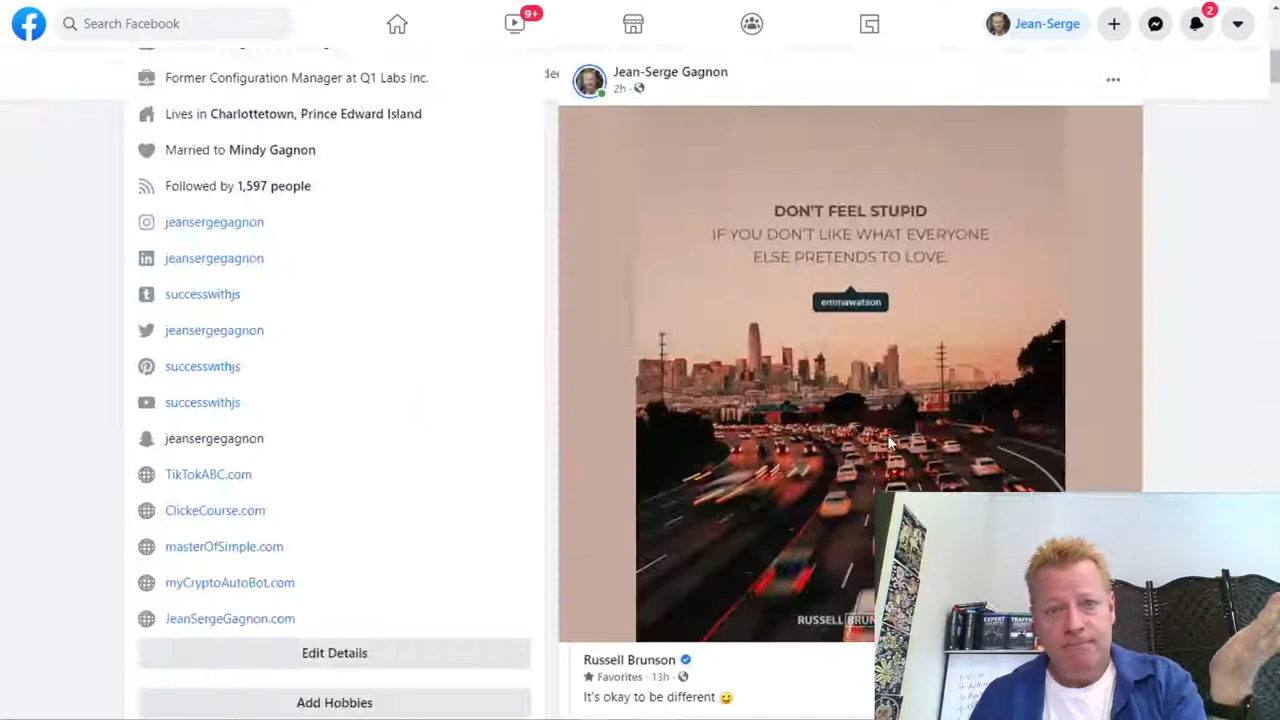 Search Facebook
9+
Jean-Serge
2
Former Configuration Manager at Q1 Labs Inc.
Lives in Charlottetown, Prince Edward Island
Married to Mindy Gagnon
Followed by 1,597 people
jeansergegagnon
jeansergegagnon
successwithjs
jeansergegagnon
successwithjs
successwithjs
jeansergegagnon
TikTokABC.com
ClickeCourse.com
masterOfSimple.com
myCryptoAutoBot.com
JeanSergeGagnon.com
Edit Details
Add Hobbies
Jean-Serge Gagnon
2h
DON'T FEEL STUPID
IF YOU DON'T LIKE WHAT EVERYONE
ELSE PRETENDS TO LOVE.
emmawatson
RUSSELL
Russell Brunson
Favorites · 13h
It's okay to be different
EXPERT
SECRETS
TRAFFIC